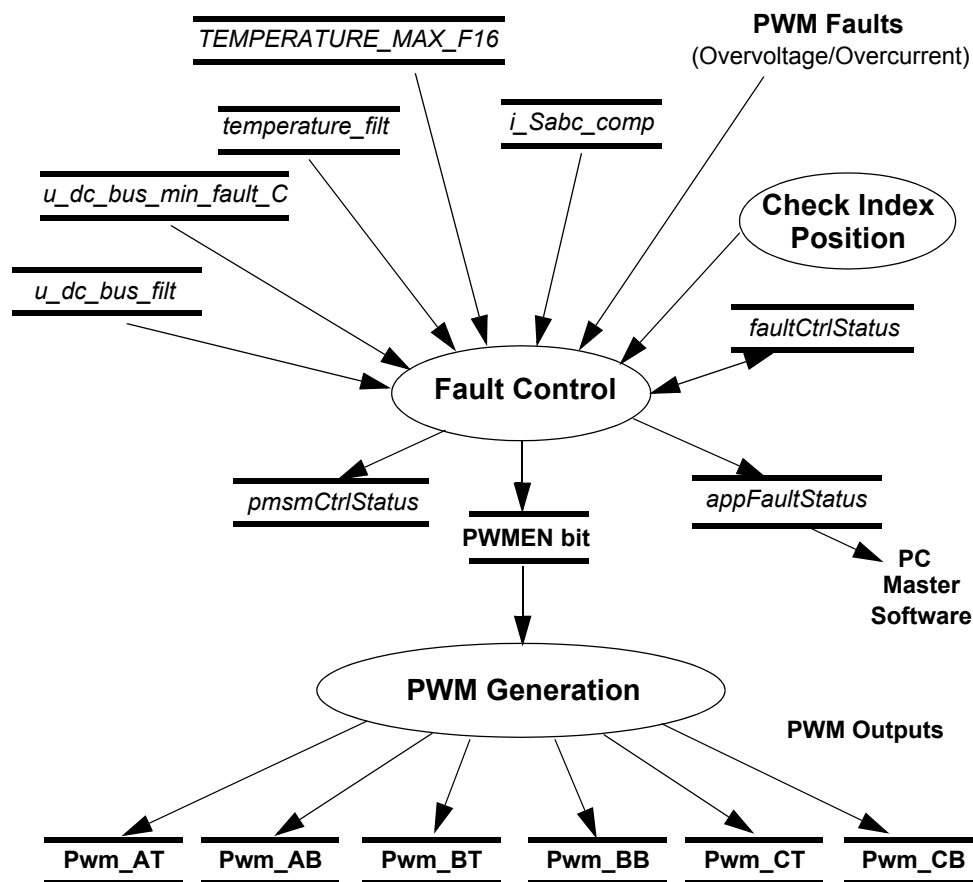 TEMPERATURE_MAX_F16
PWM Faults
(Overvoltage/Overcurrent)
temperature_filt
i_Sabc_comp
u_dc_bus_min_fault_C
Check Index
Position
u_dc_bus_filt
faultCtrlStatus
Fault Control
pmsmCtrlStatus
appFaultStatus
PWMEN bit
PC
Master
Software
PWM Generation
PWM Outputs
Pwm_AT
Pwm_AB
Pwm_BT
Pwm_BB
Pwm_CT
Pwm_CB